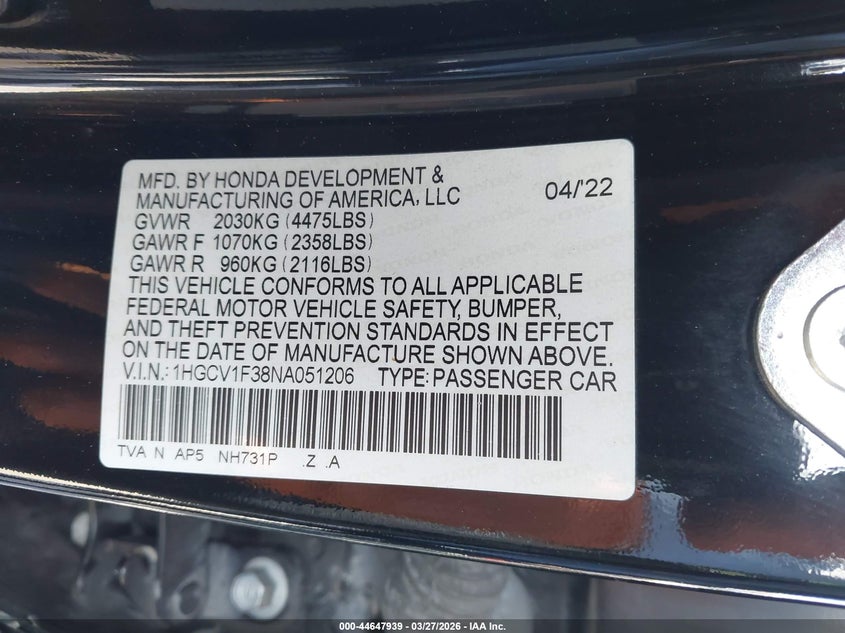 MFD. BY HONDA DEVELOPMENT &
MANUFACTURING OF AMERICA, LLC 04/'22
GVWR 2030KG (4475LBS)
GAWR F 1070KG (2358LBS)
GAWR R 960KG (2116LBS)
THIS VEHICLE CONFORMS TO ALL APPLICABLE
FEDERAL MOTOR VEHICLE SAFETY, BUMPER,
AND THEFT PREVENTION STANDARDS IN EFFECT
ON THE DATE OF MANUFACTURE SHOWN ABOVE.
V.I.N.: 1HGCV1F38NA051206 TYPE: PASSENGER CAR
TVA N AP5 NH731P .Z .A
000-44647939 | 03/27/2026 - IAA Inc.